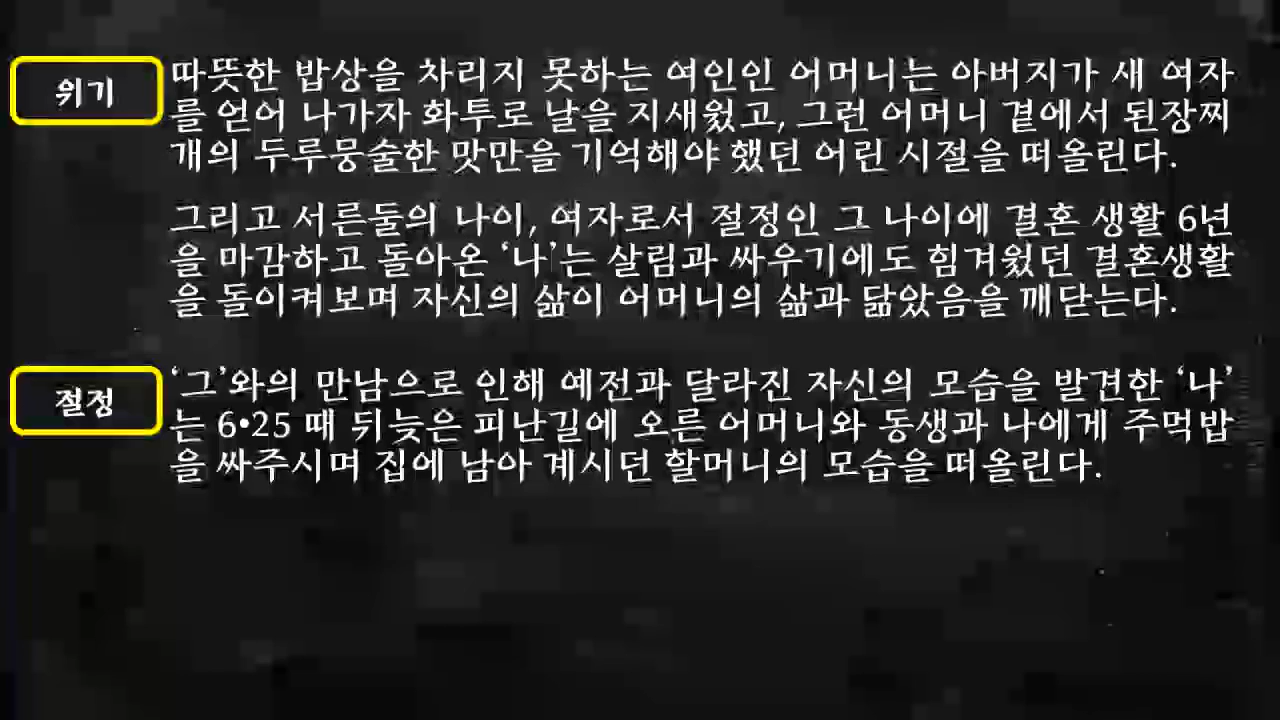 위기
따뜻한 밥상을 차리지 못하는 여인인 어머니는 아버지가 새 여자
를 얻어 나가자 화투로 날을 지새웠고, 그런 어머니 곁에서 된장찌
개의 두루뭉술한 맛만을 기억해야 했던 어린 시절을 떠올린다.
그리고 서른둘의 나이, 여자로서 절정인 그 나이에 결혼 생활 6년
을 마감하고 돌아온 ‘나’는 살림과 싸우기에도 힘겨웠던 결혼생활
을 돌이켜보며 자신의 삶이 어머니의 삶과 닮았음을 깨닫는다.
절정
‘그’와의 만남으로 인해 예전과 달라진 자신의 모습을 발견한 ‘나’
는 6•25 때 뒤늦은 피난길에 오른 어머니와 동생과 나에게 주먹밥
을 싸주시며 집에 남아 계시던 할머니의 모습을 떠올린다.